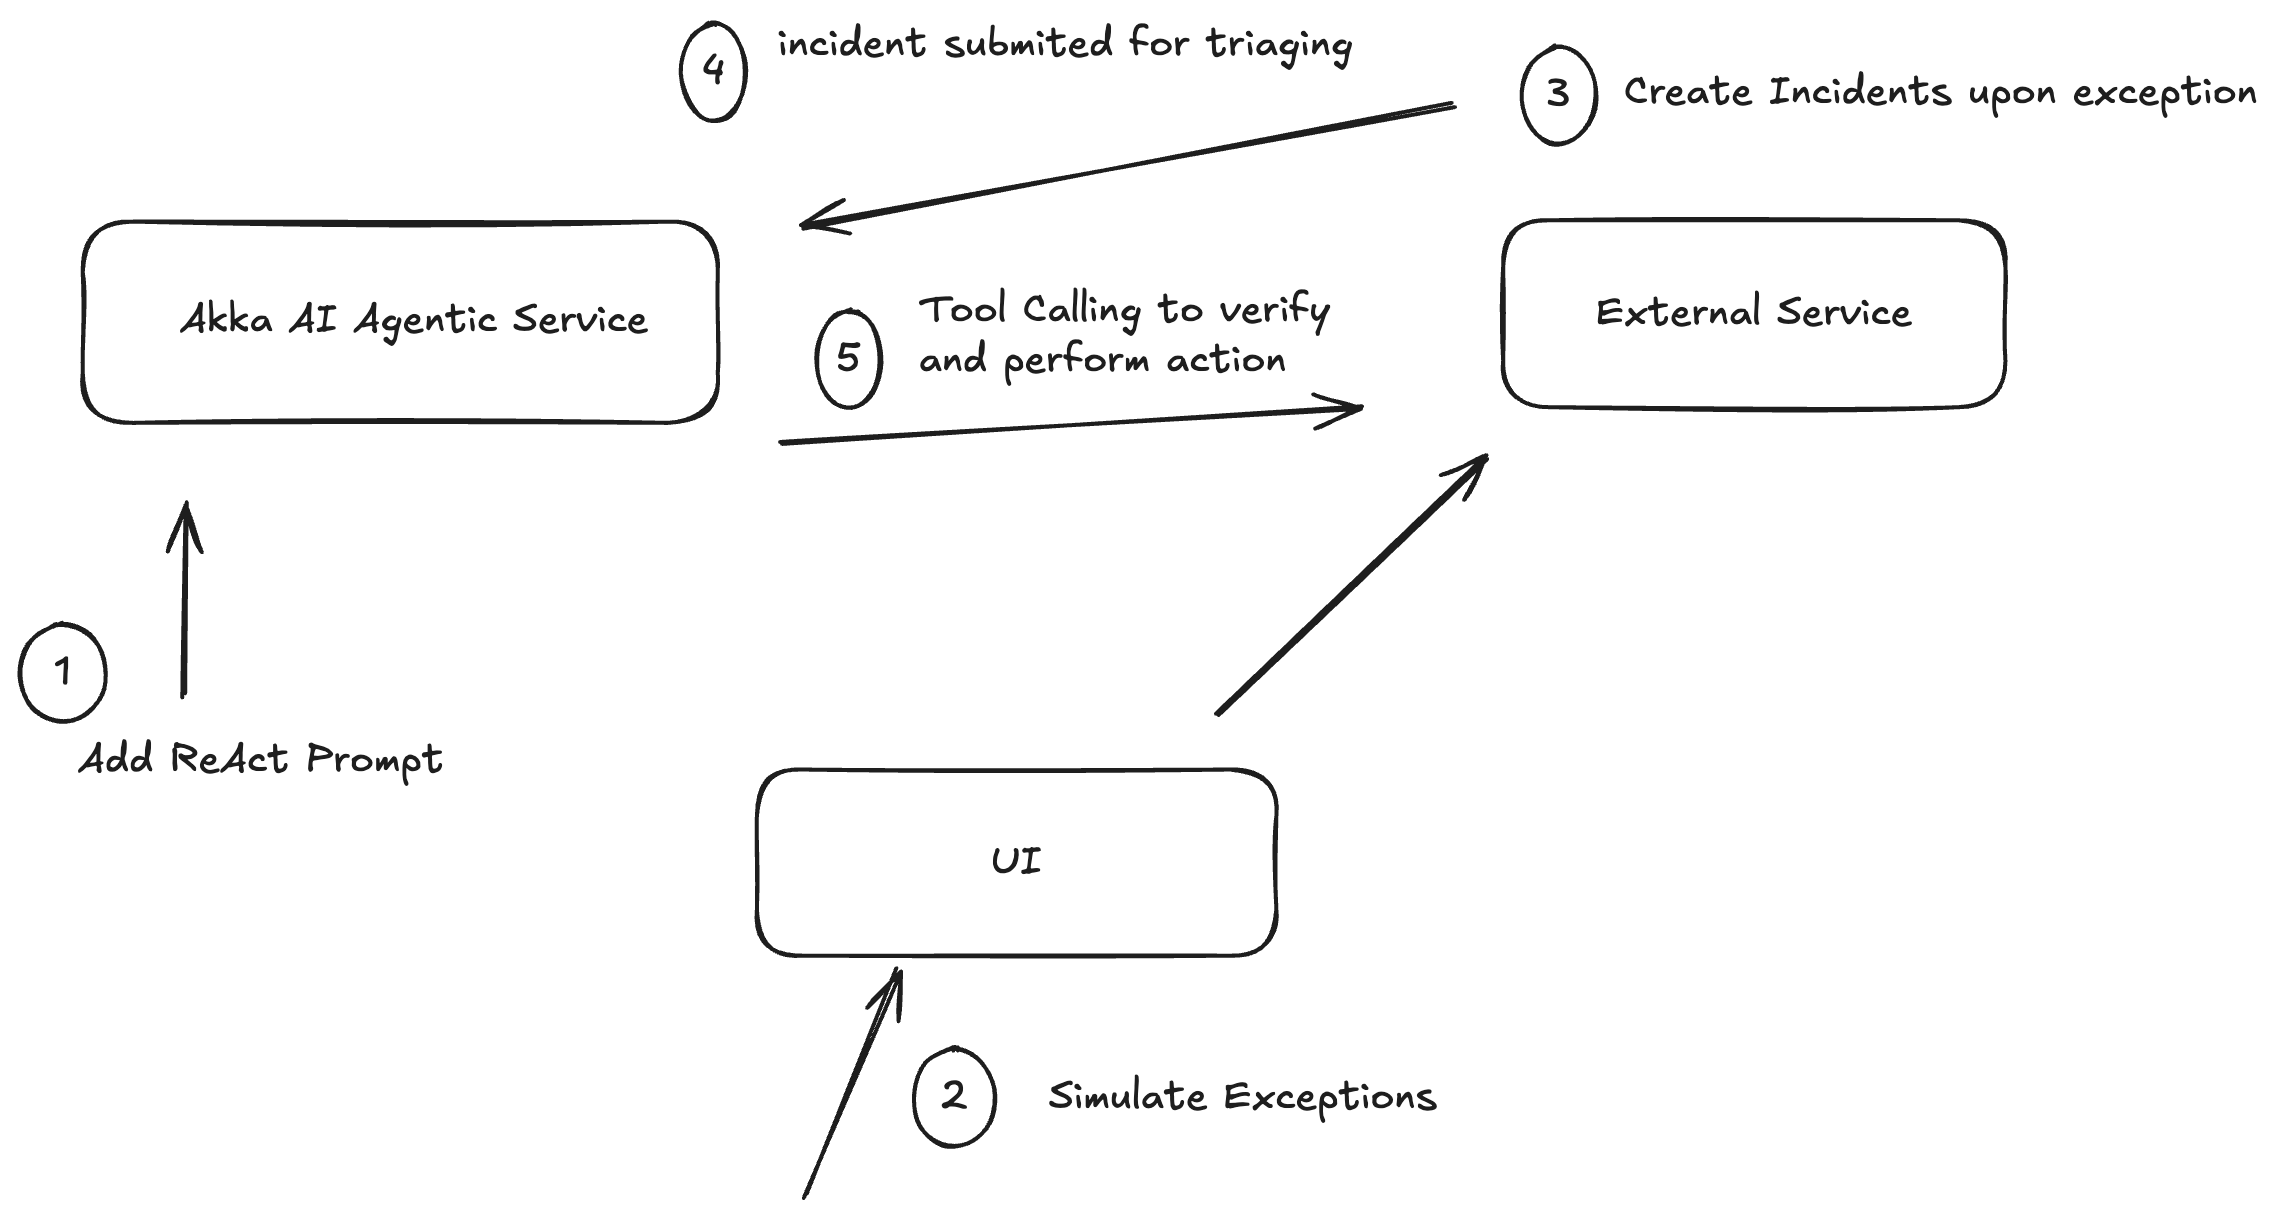 4
incident submited for triaging
3
Create Incidents upon exception
Akka AI Agentic Service
5
Tool Calling to verify
and perform action
External Service
1
Add ReAct Prompt
UI
2
Simulate Exceptions